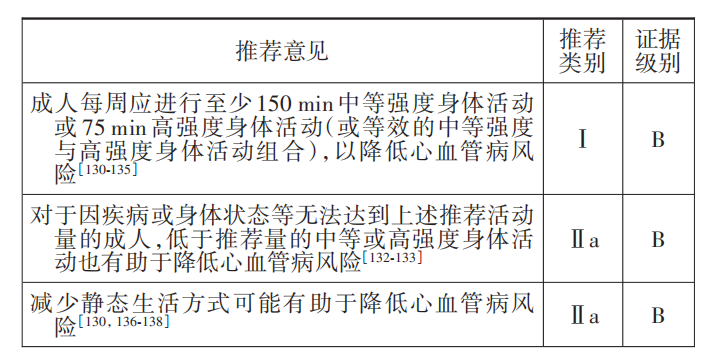 推荐意见
推荐
类别
证据
级别
成人每周应进行至少150 min中等强度身体活动
或75 min高强度身体活动(或等效的中等强度
与高强度身体活动组合),以降低心血管病风
险[130-135]
Ⅰ
B
对于因疾病或身体状态等无法达到上述推荐活动
量的成人,低于推荐量的中等或高强度身体活
动也有助于降低心血管病风险[132-133]
Ⅱa
B
减少静态生活方式可能有助于降低心血管病风
险[130, 136-138]
Ⅱa
B